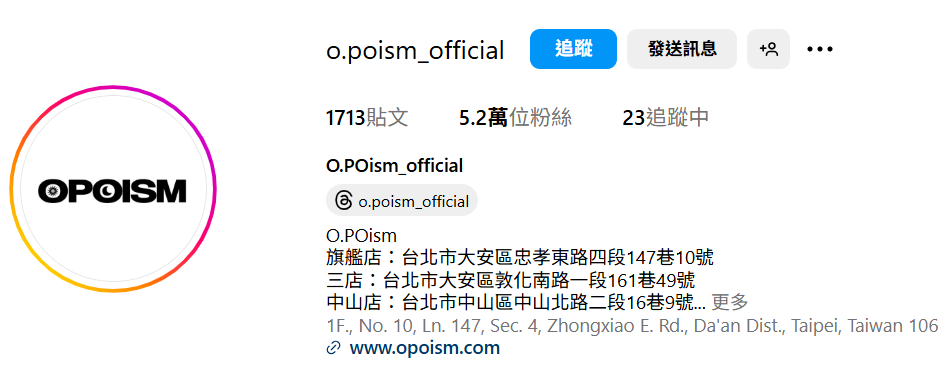 OPOISM
o.poism_official 追蹤 發送訊息
1713貼文 5.2萬位粉絲 23追蹤中
O.POism_official
o.poism_official
O.POism
旗艦店：台北市大安區忠孝東路四段147巷10號
三店：台北市大安區敦化南路一段161巷49號
中山店：台北市中山區中山北路二段16巷9號... 更多
1F., No. 10, Ln. 147, Sec. 4, Zhongxiao E. Rd., Da'an Dist., Taipei, Taiwan 106
www.opoism.com